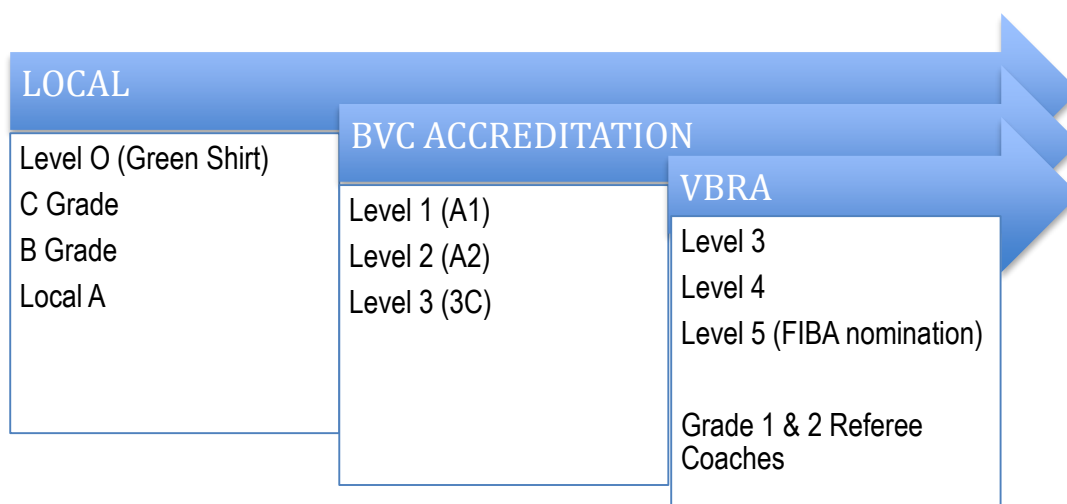 LOCAL
Level O (Green Shirt)
C Grade
B Grade
Local A
BVC ACCREDITATION
Level 1 (A1)
Level 2 (A2)
Level 3 (3C)
VBRA
Level 3
Level 4
Level 5 (FIBA nomination)
Grade 1 & 2 Referee
Coaches